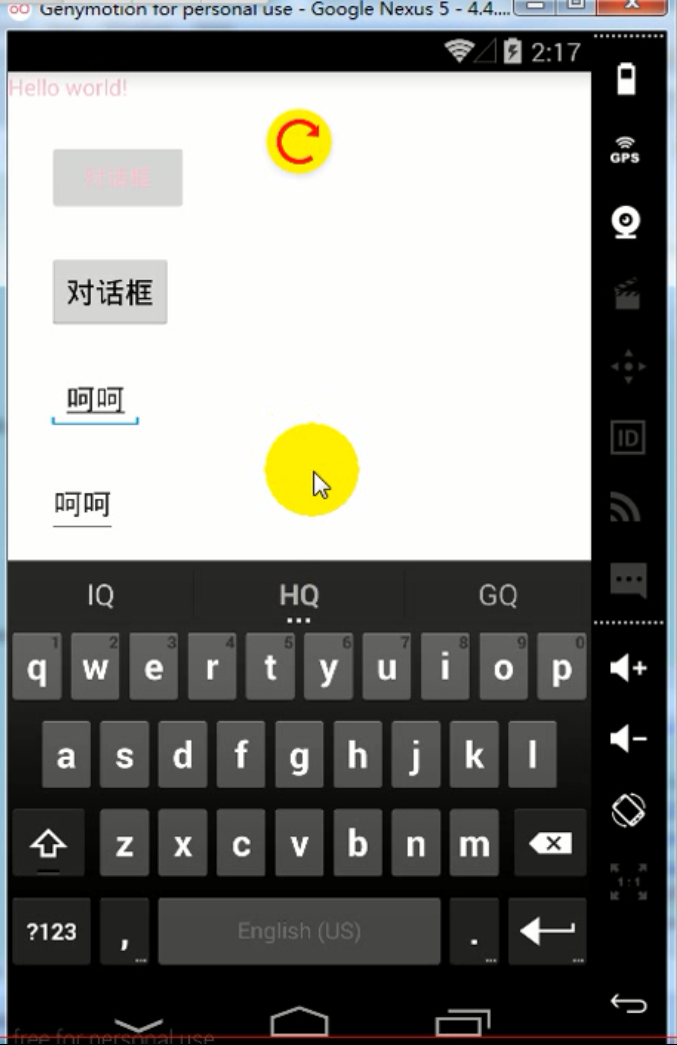 Genymotion for personal use - Google Nexus 5 - 4.4....
2:17
Hello world!
GPS
对话框
对话框
呵呵
ID
呵呵
IQ HQ GQ
1 2 3 4 5 6 7 8 9 0
q w e r t y u i o p
a s d f g h j k l
z x c v b n m
1:1
?123 , English (US) .
free for personal use